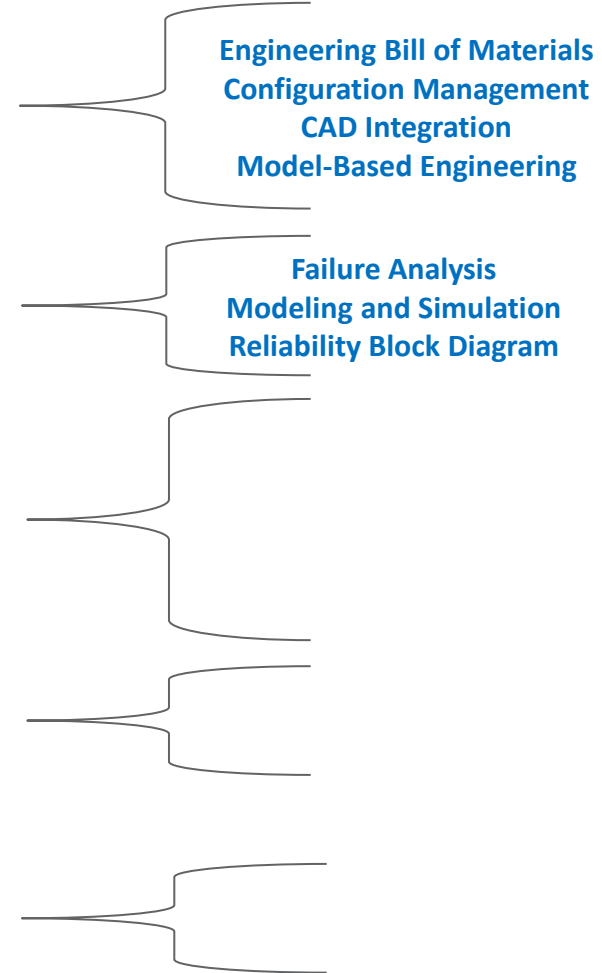 Engineering Bill of Materials
Configuration Management
CAD Integration
Model-Based Engineering
Failure Analysis
Modeling and Simulation
Reliability Block Diagram